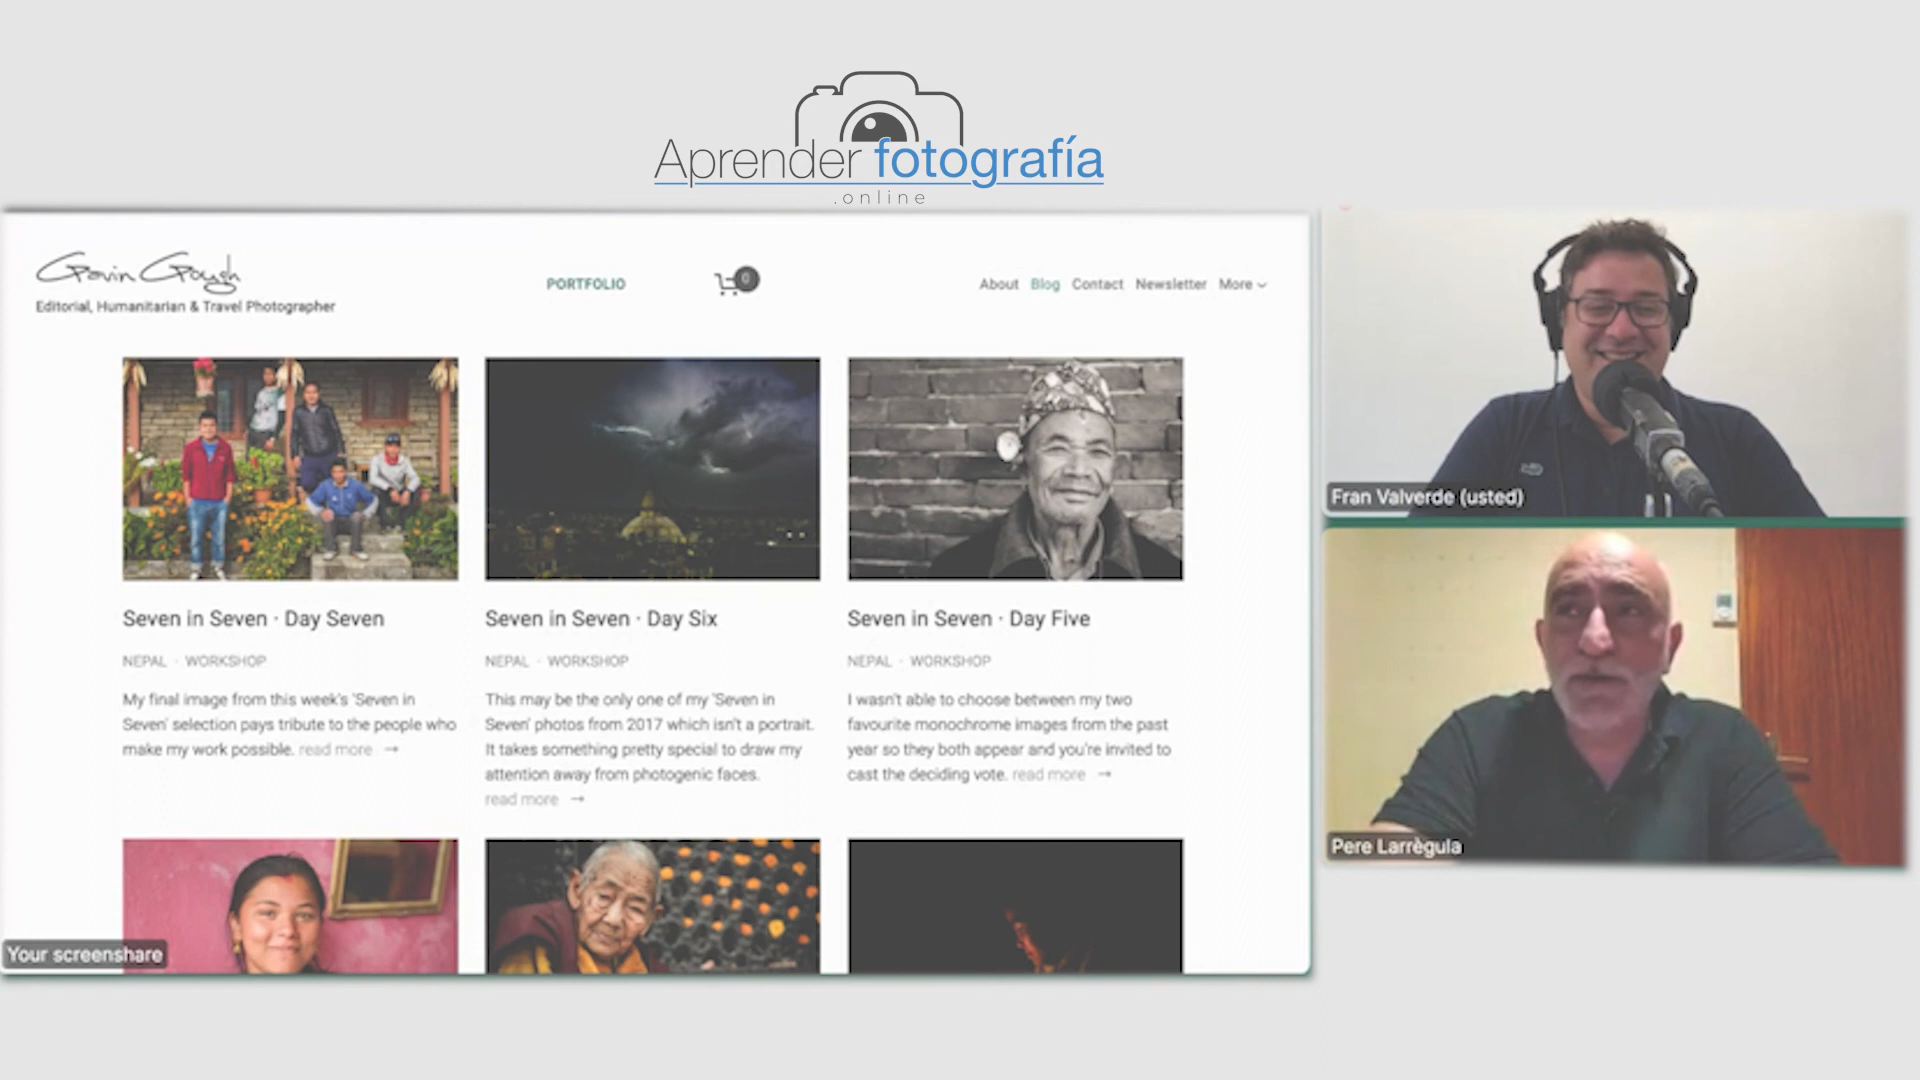 Aprender fotografía
.online
Gavin Gough
Editorial, Humanitarian & Travel Photographer
PORTFOLIO
0
About Blog Contact Newsletter More
Seven in Seven · Day Seven
NEPAL · WORKSHOP
My final image from this week's 'Seven in
Seven' selection pays tribute to the people who
make my work possible. read more →
Seven in Seven · Day Six
NEPAL · WORKSHOP
This may be the only one of my 'Seven in
Seven' photos from 2017 which isn't a portrait.
It takes something pretty special to draw my
attention away from photogenic faces.
read more →
Seven in Seven · Day Five
NEPAL · WORKSHOP
I wasn't able to choose between my two
favourite monochrome images from the past
year so they both appear and you're invited to
cast the deciding vote. read more →
Your screenshare
Fran Valverde (usted)
Pere Larrègula